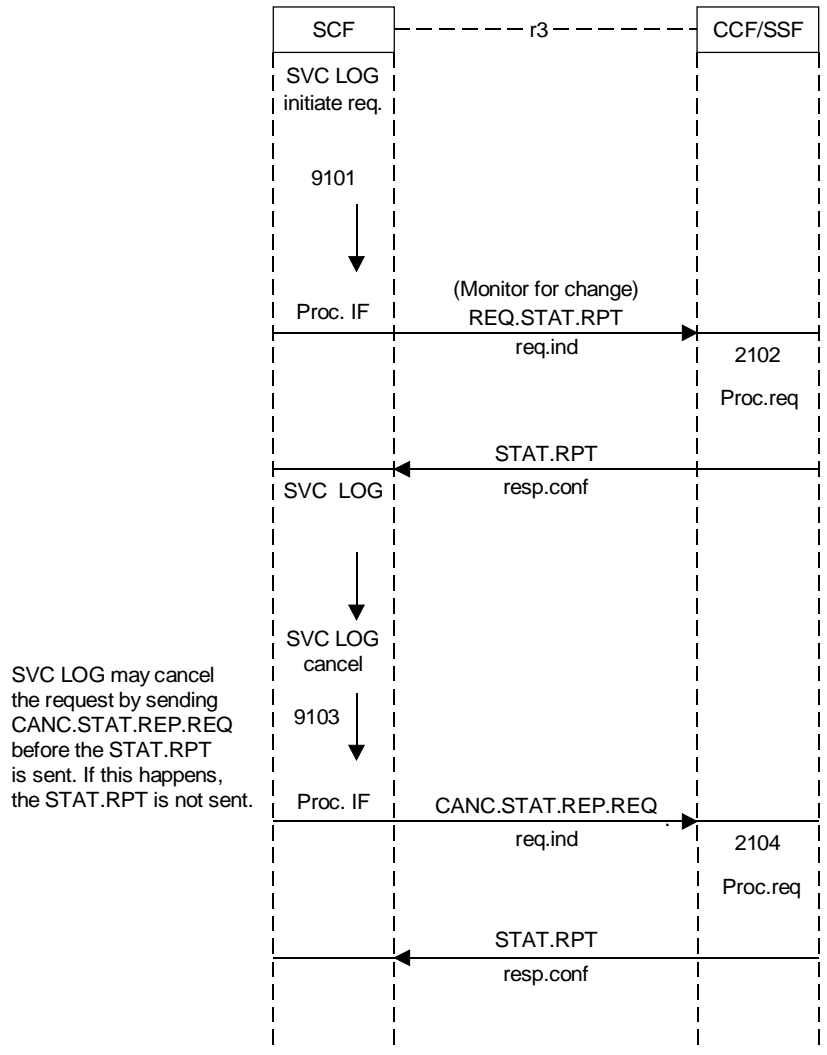 SCF
r3
CCF/SSF
SVC LOG
initiate req.
9101
Proc. IF
(Monitor for change)
REQ.STAT.RPT
req.ind
2102
Proc.req
STAT.RPT
resp.conf
SVC LOG
SVC LOG
cancel
SVC LOG may cancel
the request by sending
CANC.STAT.REP.REQ
before the STAT.RPT
is sent. If this happens,
the STAT.RPT is not sent.
9103
Proc. IF
CANC.STAT.REP.REQ
.
req.ind
2104
Proc.req
STAT.RPT
resp.conf